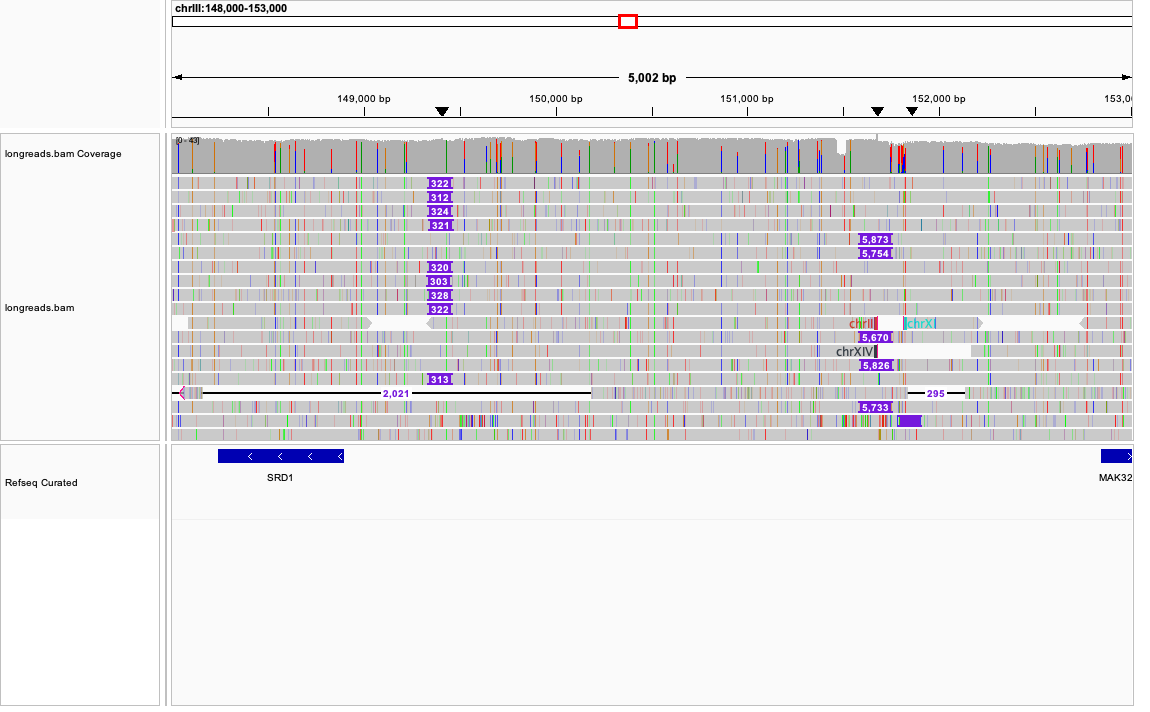 chrIII:148,000-153,000
5,002 bp
149,000 bp 150,000 bp 151,000 bp 152,000 bp 153,0
longreads.bam Coverage
[0 - 43]
322
312
324
321
5,873
5,754
320
303
328
322
longreads.bam
chrII chrX
5,670
chrXIV
5,826
313
2,021 295
5,733
Refseq Curated
SRD1 MAK32